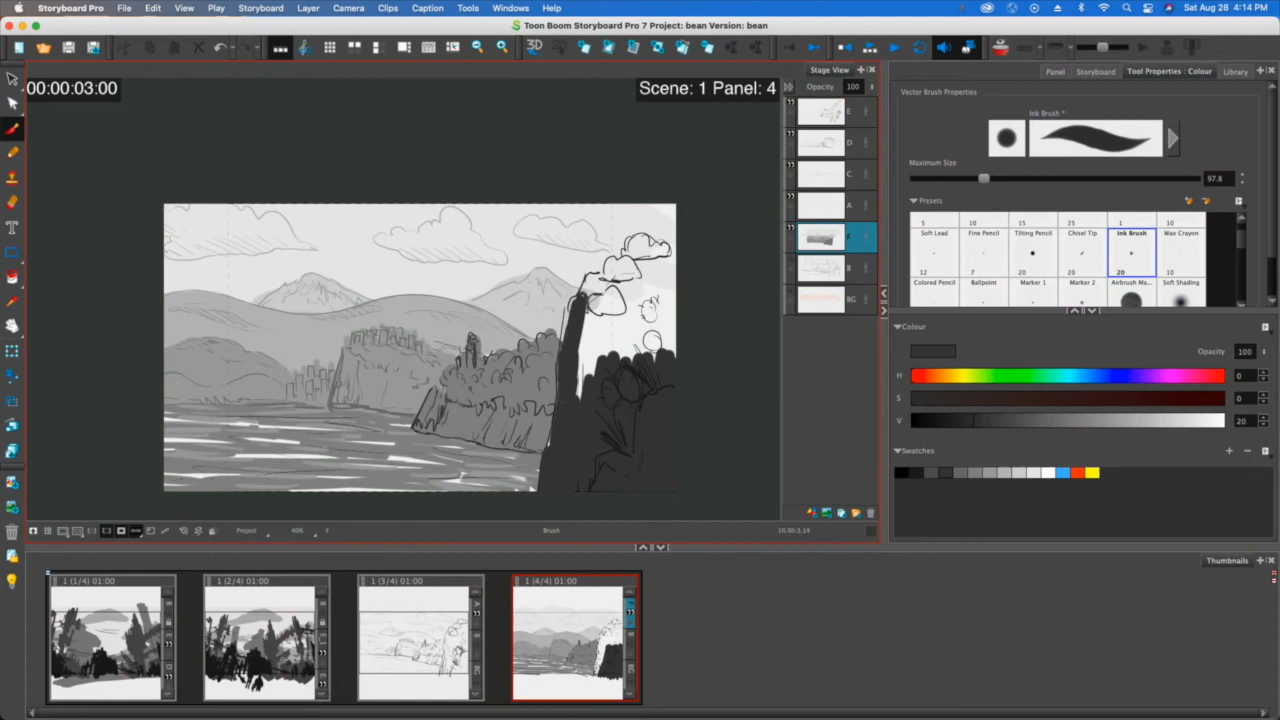 Storyboard Pro File Edit View Play Storyboard Layer Camera Clips Caption Tools Windows Help Sat Aug 28 4:14 PM
Toon Boom Storyboard Pro 7 Project: bean Version: bean
3D
Stage View
Panel Storyboard Tool Properties : Colour Library
00:00:03:00
Scene: 1 Panel: 4
Opacity 100
Vector Brush Properties
Ink Brush *
Maximum Size
97.8
Presets
5 10 15 25 1 10
Soft Lead Fine Pencil Tilting Pencil Chisel Tip Ink Brush Wax Crayon
12 7 20 20 20 10
Colored Pencil Ballpoint Marker 1 Marker 2 Airbrush Ma... Soft Shading
E
D
C
A
F
B
BG
Colour
Opacity 100
H 0
S 0
V 20
Swatches
Project 40% F Brush
Thumbnails
1 (1/4) 01:00 1 (2/4) 01:00 1 (3/4) 01:00 1 (4/4) 01:00